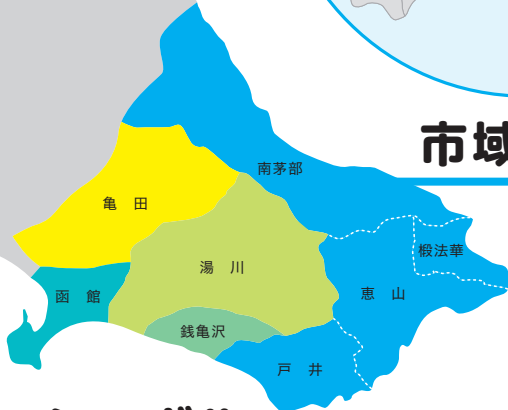 市域
南茅部
亀 田
椴法華
湯 川
恵 山
函 館
銭亀沢
戸 井